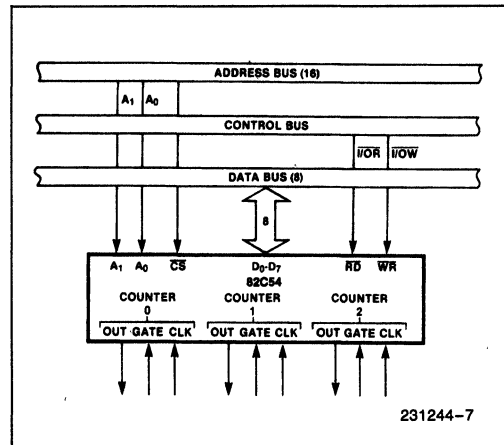 ADDRESS BUS (16)
A₁ A₀
CONTROL BUS
I/OR I/OW
DATA BUS (8)
8
A₁ A₀ CS D₀-D₇ RD WR
82C54
COUNTER COUNTER COUNTER
0 1 2
OUT GATE CLK OUT GATE CLK OUT GATE CLK
231244-7